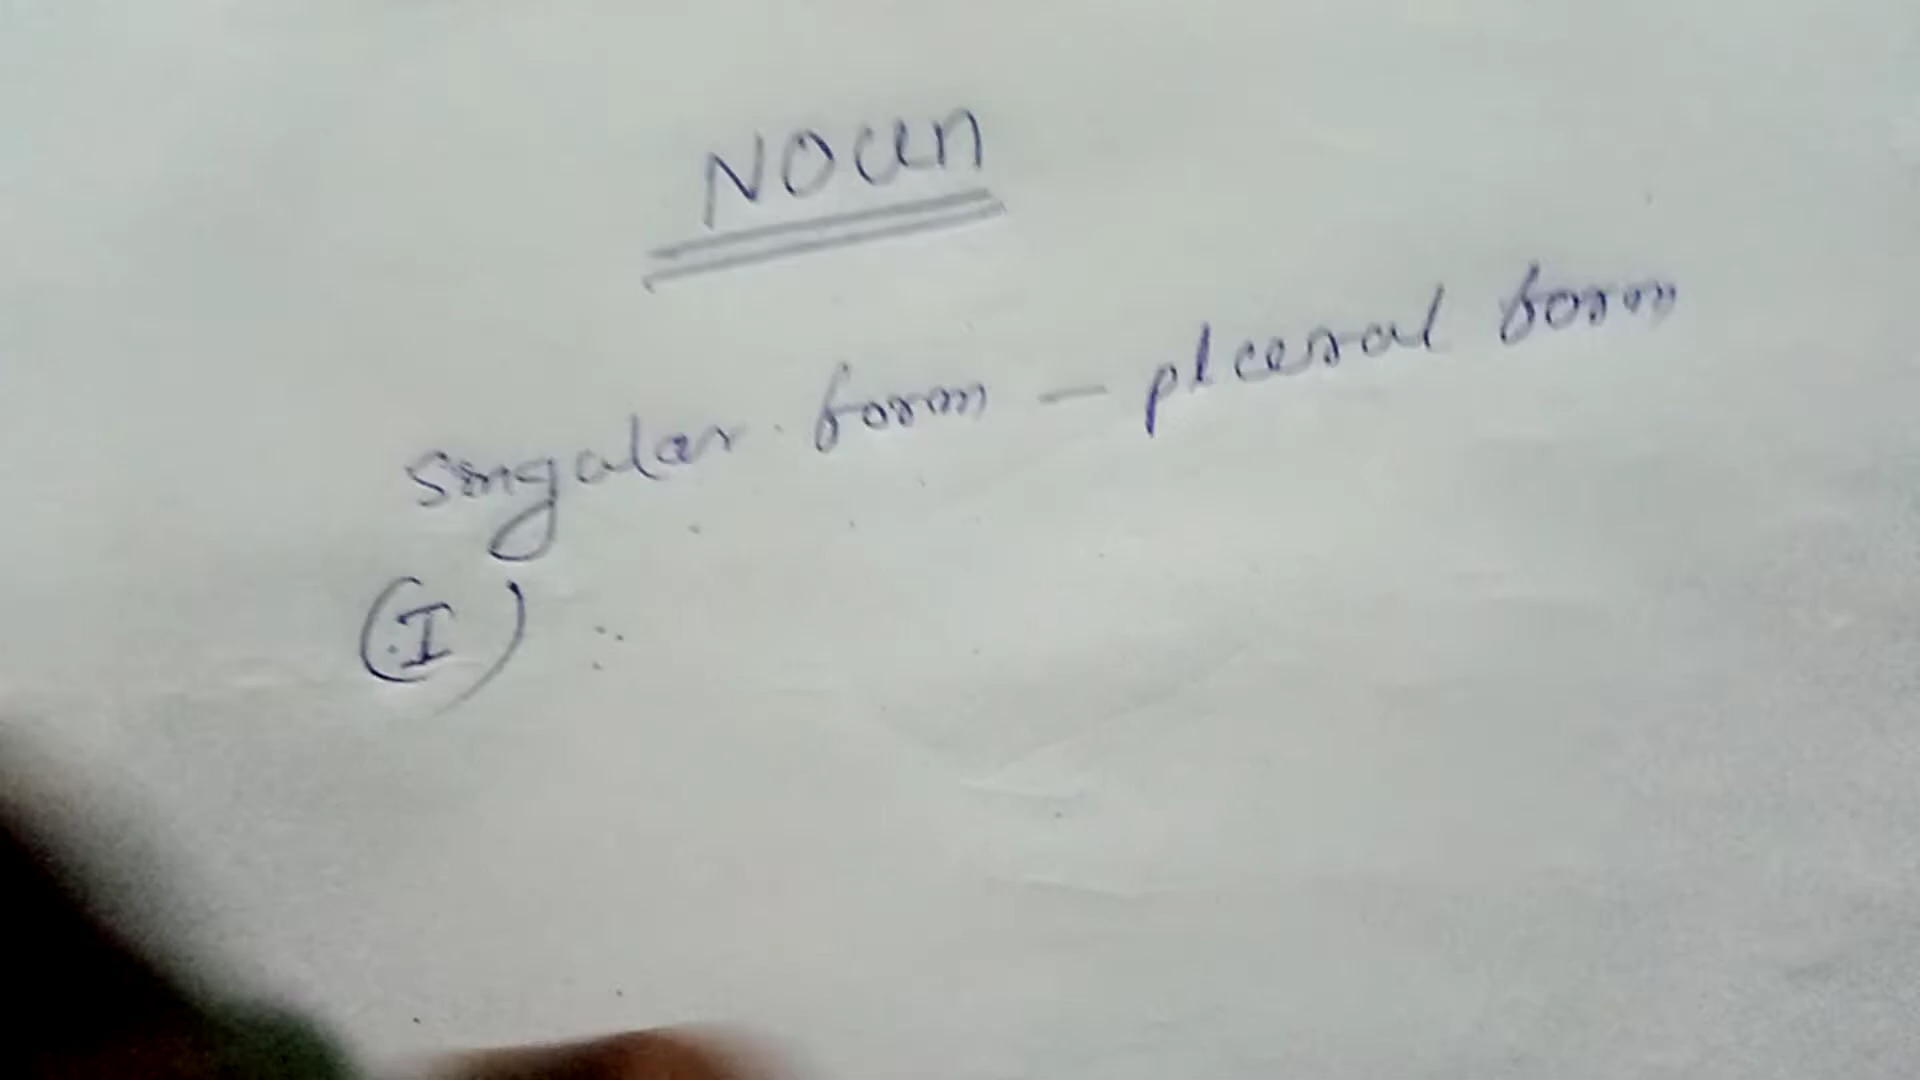 Noun
Singular form - plural form
(I) :